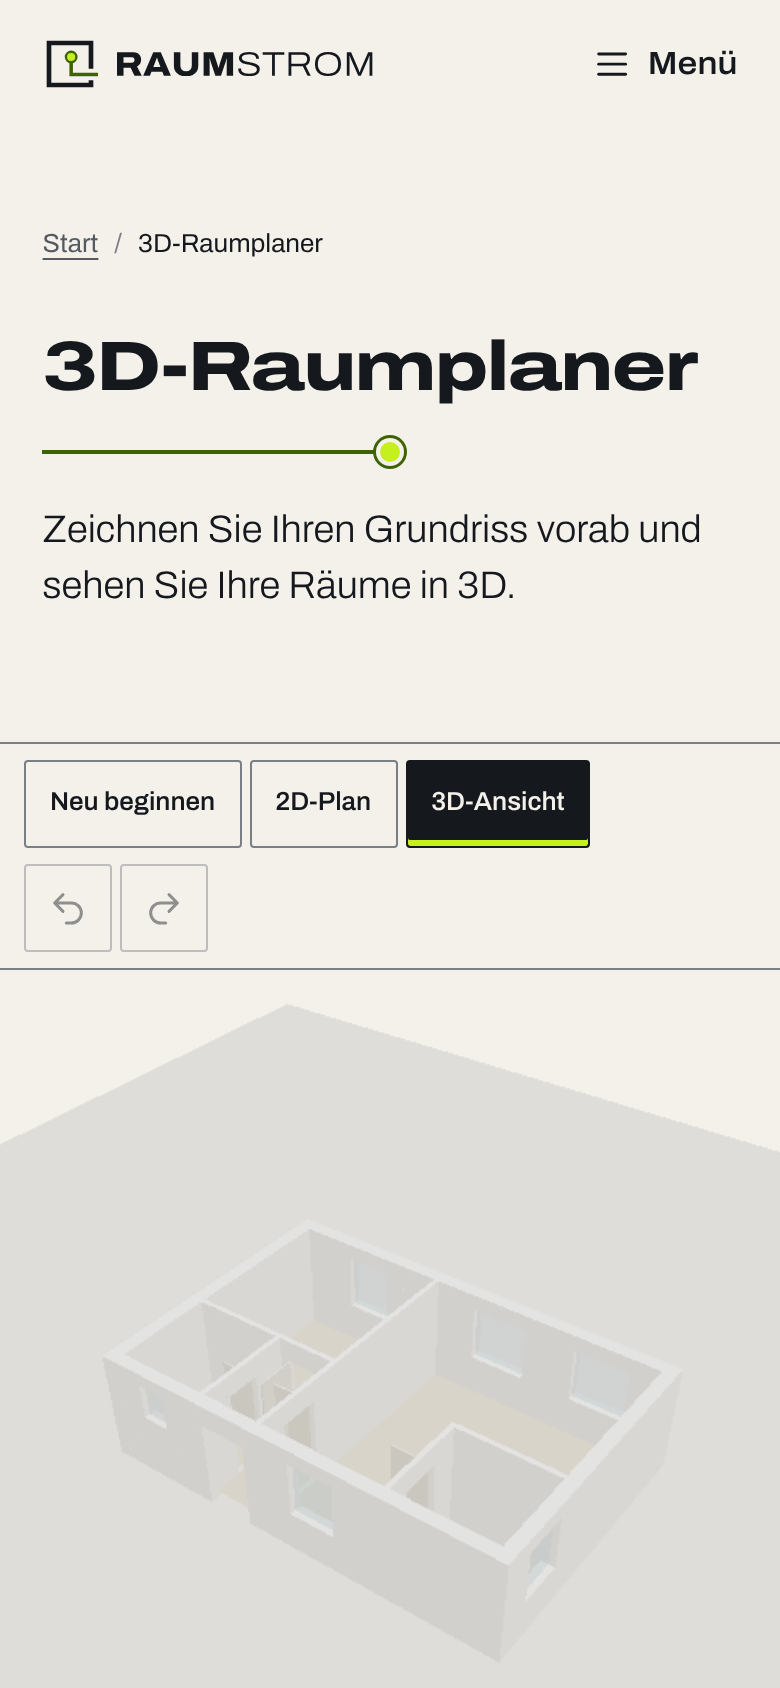 RAUMSTROM
Menü
Start / 3D-Raumplaner
3D-Raumplaner
Zeichnen Sie Ihren Grundriss vorab und
sehen Sie Ihre Räume in 3D.
Neu beginnen
2D-Plan
3D-Ansicht